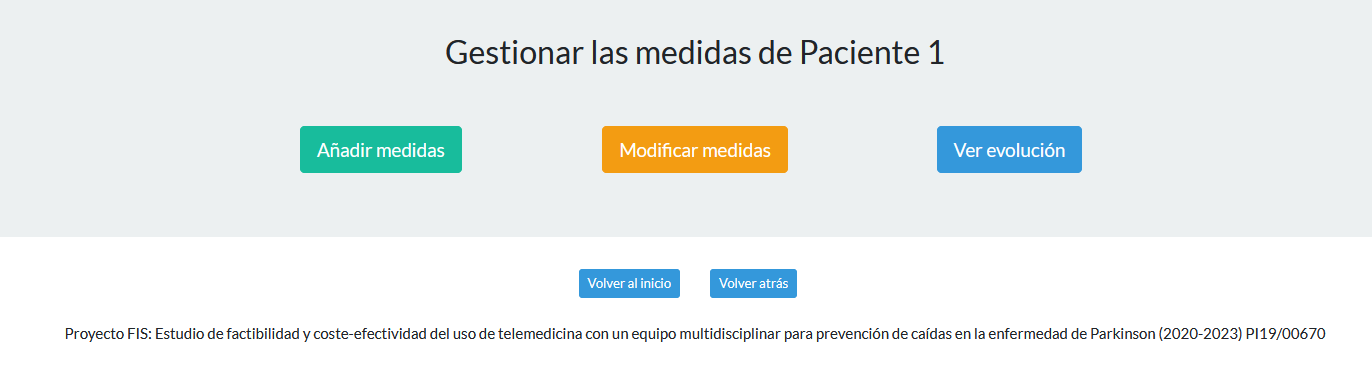 Gestionar las medidas de Paciente 1
Añadir medidas
Modificar medidas
Ver evolución
Volver al inicio
Volver atrás
Proyecto FIS: Estudio de factibilidad y coste-efectividad del uso de telemedicina con un equipo multidisciplinar para prevención de caídas en la enfermedad de Parkinson (2020-2023) PI19/00670